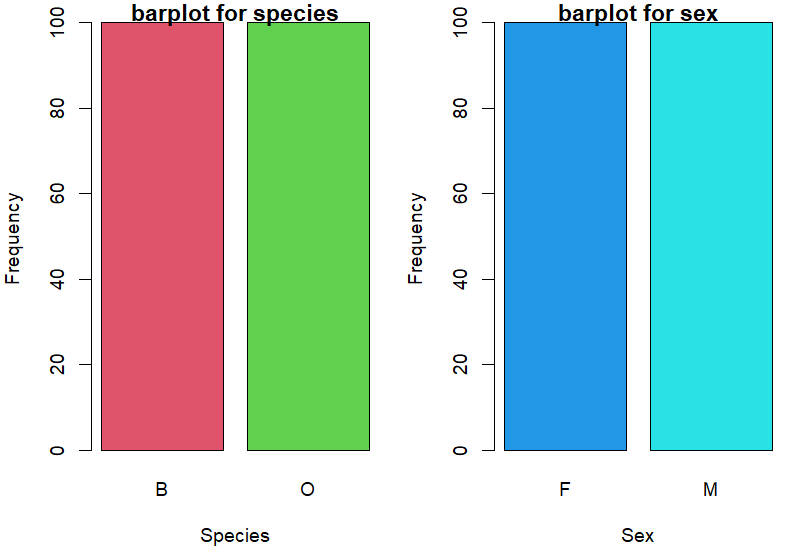 barplot for species
Frequency
0
20
40
60
80
100
B
O
Species
barplot for sex
Frequency
0
20
40
60
80
100
F
M
Sex